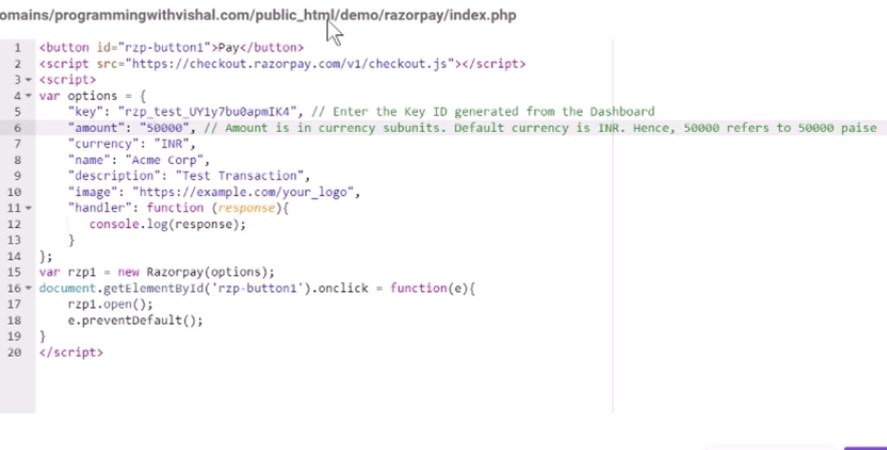 omains/programmingwithvishal.com/public_html/demo/razorpay/index.php
1 <button id="rzp-button1">Pay</button>
2 <script src="https://checkout.razorpay.com/v1/checkout.js"></script>
3 <script>
4 var options = {
5 "key": "rzp_test_UY1y7bu0apmIK4", // Enter the Key ID generated from the Dashboard
6 "amount": "50000", // Amount is in currency subunits. Default currency is INR. Hence, 50000 refers to 50000 paise
7 "currency": "INR",
8 "name": "Acme Corp",
9 "description": "Test Transaction",
10 "image": "https://example.com/your_logo",
11 "handler": function (response){
12 console.log(response);
13 }
14 };
15 var rzp1 = new Razorpay(options);
16 document.getElementById('rzp-button1').onclick = function(e){
17 rzp1.open();
18 e.preventDefault();
19 }
20 </script>